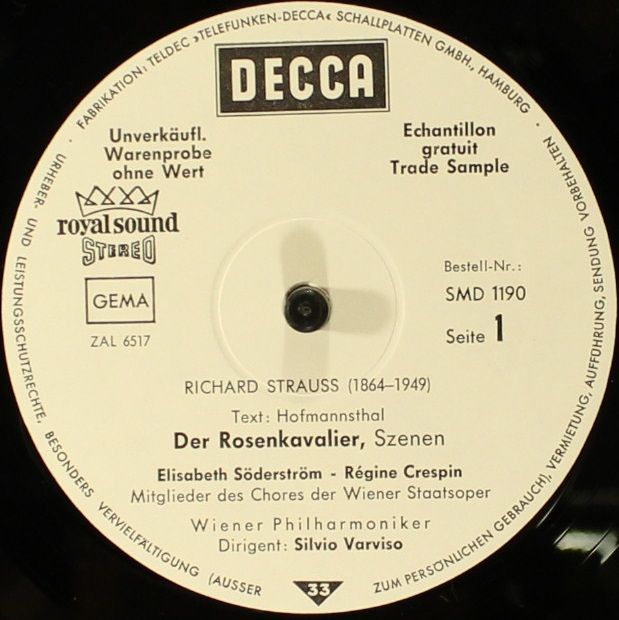 · FABRIKATION: TELDEC »TELEFUNKEN-DECCA« SCHALLPLATTEN GMBH., HAMBURG ·
DECCA
Unverkäufl.
Warenprobe
ohne Wert
Echantillon
gratuit
Trade Sample
royal sound
STEREO
GEMA
ZAL 6517
Bestell-Nr.:
SMD 1190
Seite 1
RICHARD STRAUSS (1864–1949)
Text: Hofmannsthal
Der Rosenkavalier, Szenen
Elisabeth Söderström - Régine Crespin
Mitglieder des Chores der Wiener Staatsoper
Wiener Philharmoniker
Dirigent: Silvio Varviso
33
URHEBER- UND LEISTUNGSSCHUTZRECHTE, BESONDERS VERVIELFÄLTIGUNG (AUSSER ZUM PERSÖNLICHEN GEBRAUCH), VERMIETUNG, AUFFÜHRUNG, SENDUNG VORBEHALTEN